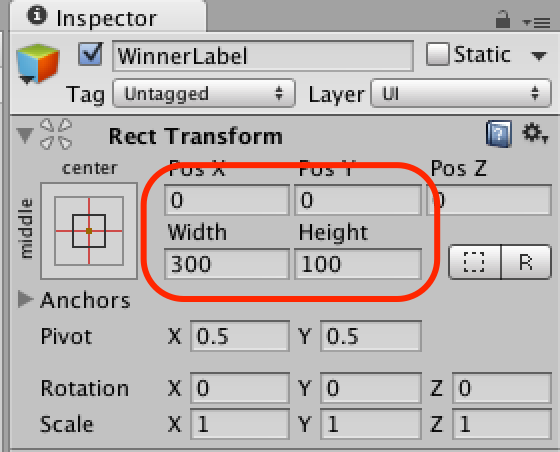 Inspector
WinnerLabel
Static
Tag Untagged Layer UI
Rect Transform
center
middle
Pos X Pos Y Pos Z
0 0 0
Width Height
300 100
R
Anchors
Pivot X 0.5 Y 0.5
Rotation X 0 Y 0 Z 0
Scale X 1 Y 1 Z 1